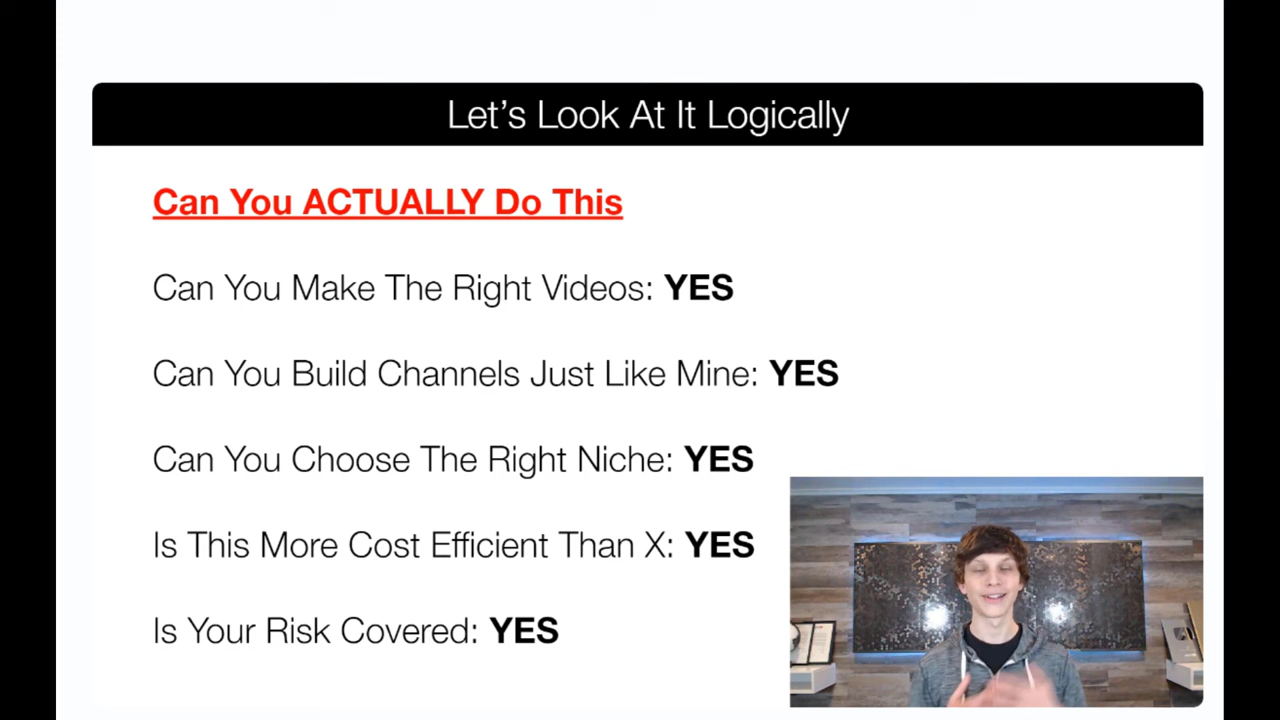 Let's Look At It Logically
Can You ACTUALLY Do This
Can You Make The Right Videos: YES
Can You Build Channels Just Like Mine: YES
Can You Choose The Right Niche: YES
Is This More Cost Efficient Than X: YES
Is Your Risk Covered: YES